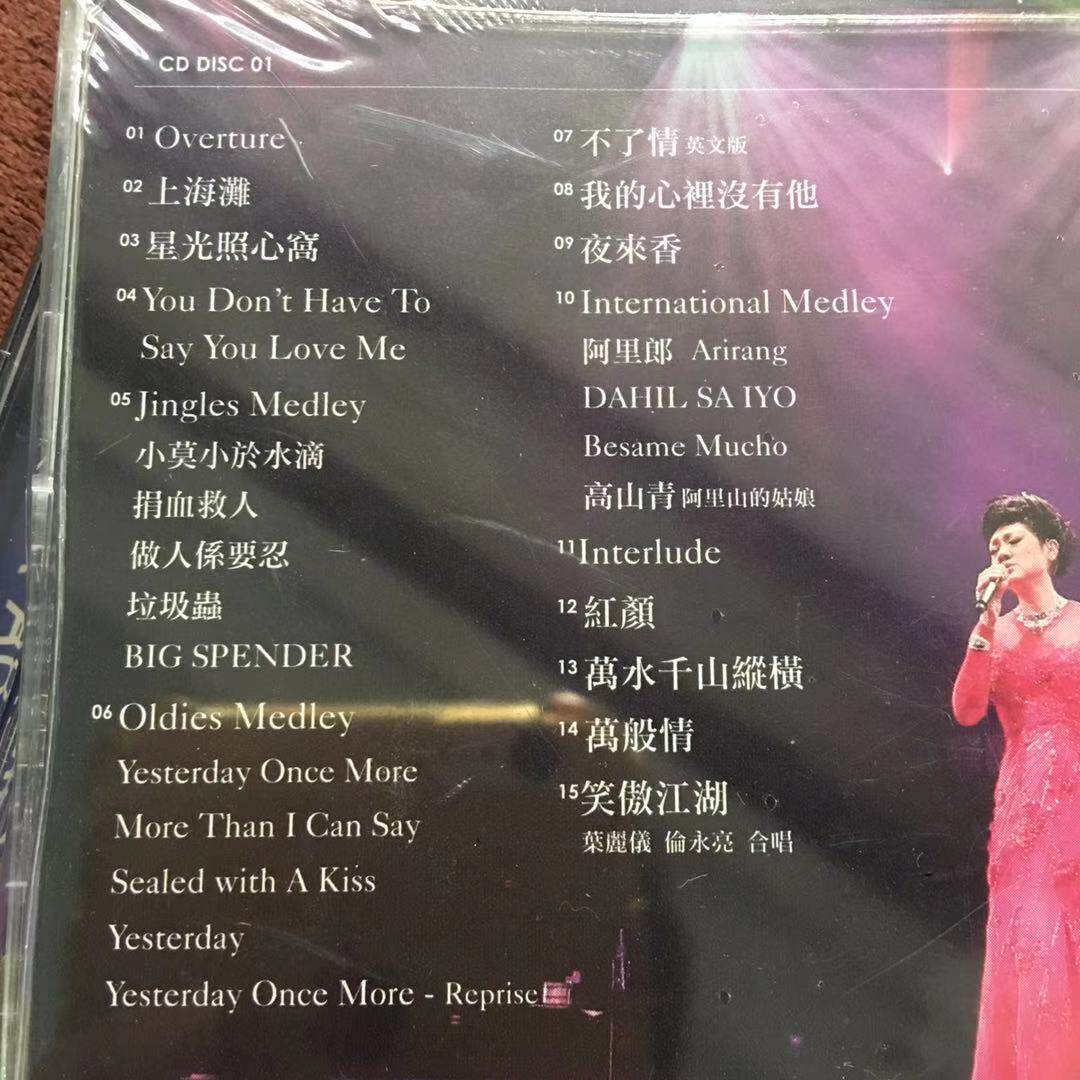 CD DISC 01
01 Overture
02 上海灘
03 星光照心窩
04 You Don't Have To
Say You Love Me
05 Jingles Medley
小莫小於水滴
捐血救人
做人係要忍
垃圾蟲
BIG SPENDER
06 Oldies Medley
Yesterday Once More
More Than I Can Say
Sealed with A Kiss
Yesterday
Yesterday Once More - Reprise
07 不了情 英文版
08 我的心裡沒有他
09 夜來香
10 International Medley
阿里郎 Arirang
DAHIL SA IYO
Besame Mucho
高山青 阿里山的姑娘
11 Interlude
12 紅顏
13 萬水千山縱橫
14 萬般情
15 笑傲江湖
葉麗儀 倫永亮 合唱